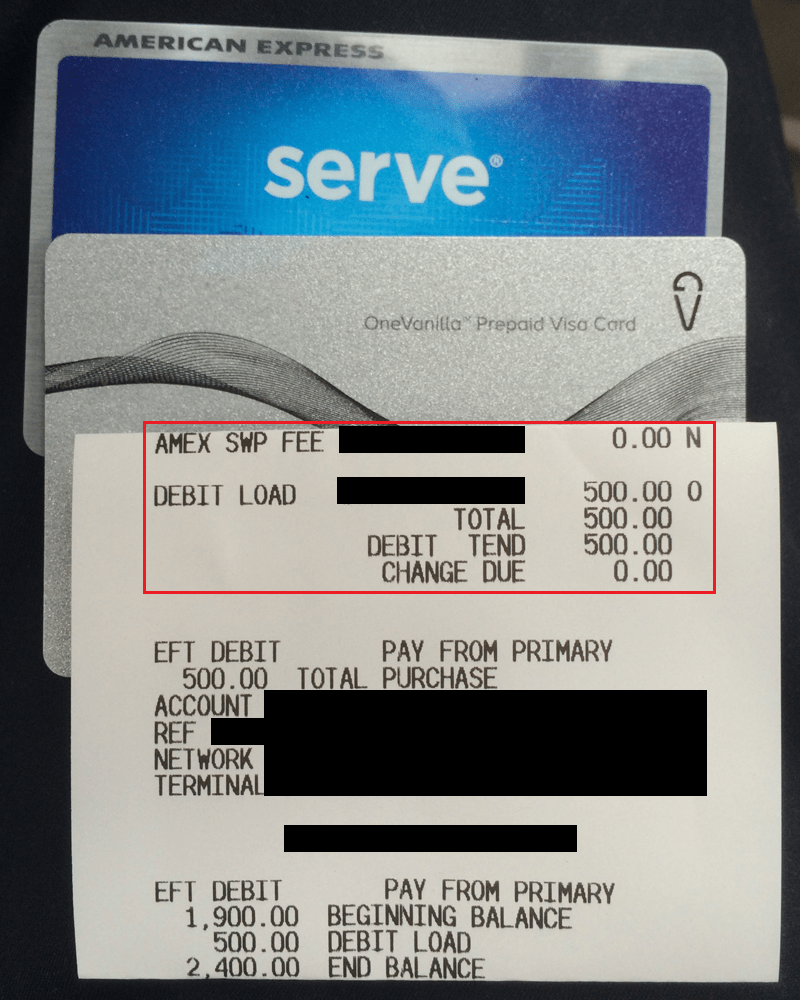 AMERICAN EXPRESS
serve®
OneVanilla™ Prepaid Visa Card
AMEX SWP FEE 0.00 N
DEBIT LOAD 500.00 O
TOTAL 500.00
DEBIT TEND 500.00
CHANGE DUE 0.00
EFT DEBIT PAY FROM PRIMARY
500.00 TOTAL PURCHASE
ACCOUNT
REF
NETWORK
TERMINAL
EFT DEBIT PAY FROM PRIMARY
1,900.00 BEGINNING BALANCE
500.00 DEBIT LOAD
2,400.00 END BALANCE